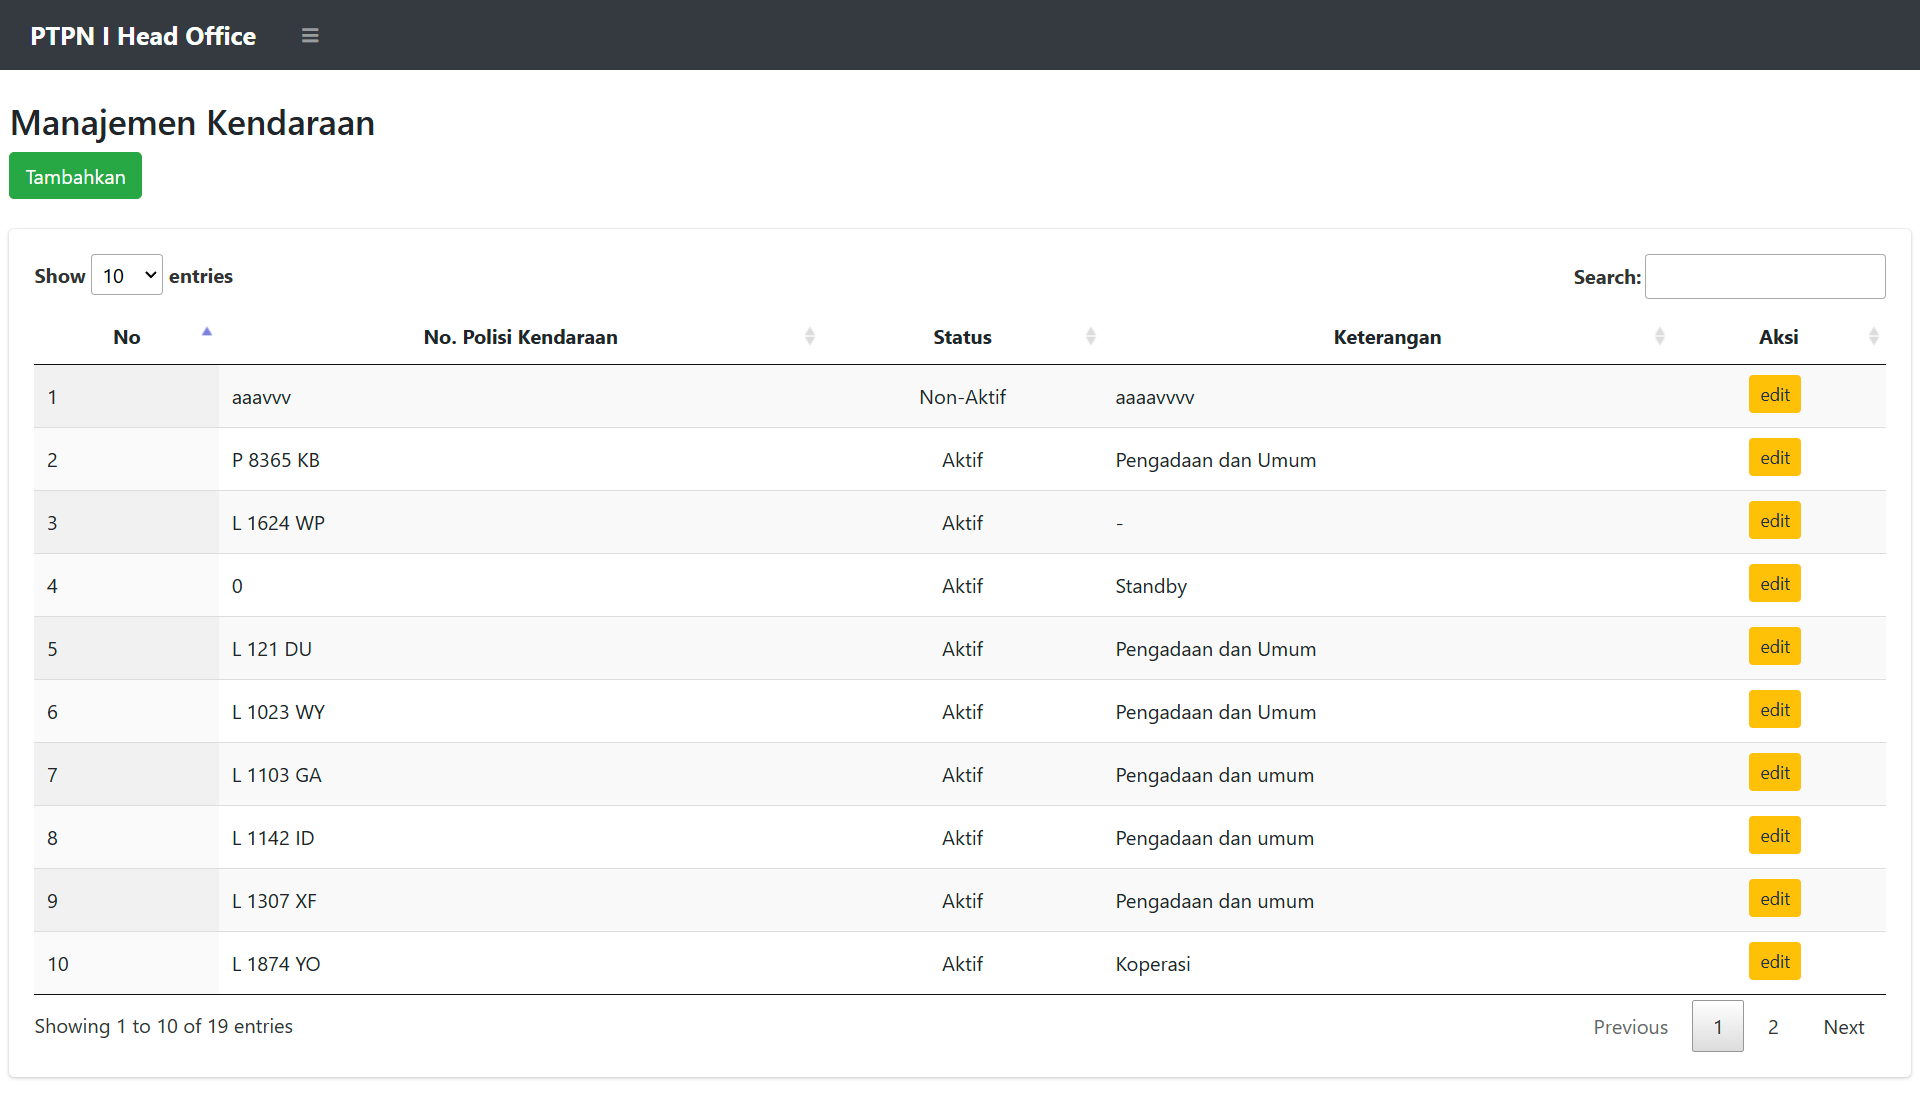 PTPN I Head Office
Manajemen Kendaraan
Tambahkan
Show 10 entries Search:
No No. Polisi Kendaraan Status Keterangan Aksi
1 aaavvv Non-Aktif aaaavvvv edit
2 P 8365 KB Aktif Pengadaan dan Umum edit
3 L 1624 WP Aktif - edit
4 0 Aktif Standby edit
5 L 121 DU Aktif Pengadaan dan Umum edit
6 L 1023 WY Aktif Pengadaan dan Umum edit
7 L 1103 GA Aktif Pengadaan dan umum edit
8 L 1142 ID Aktif Pengadaan dan umum edit
9 L 1307 XF Aktif Pengadaan dan umum edit
10 L 1874 YO Aktif Koperasi edit
Showing 1 to 10 of 19 entries Previous 1 2 Next